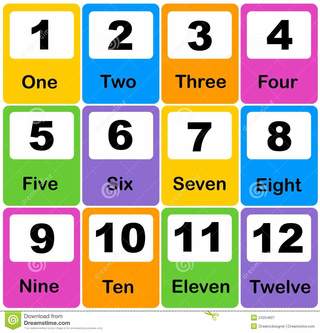 1 2 3 4
One Two Three Four
5 6 7 8
Five Six Seven Eight
9 10 11 12
Nine Ten Eleven Twelve
Download from
Dreamstime.com